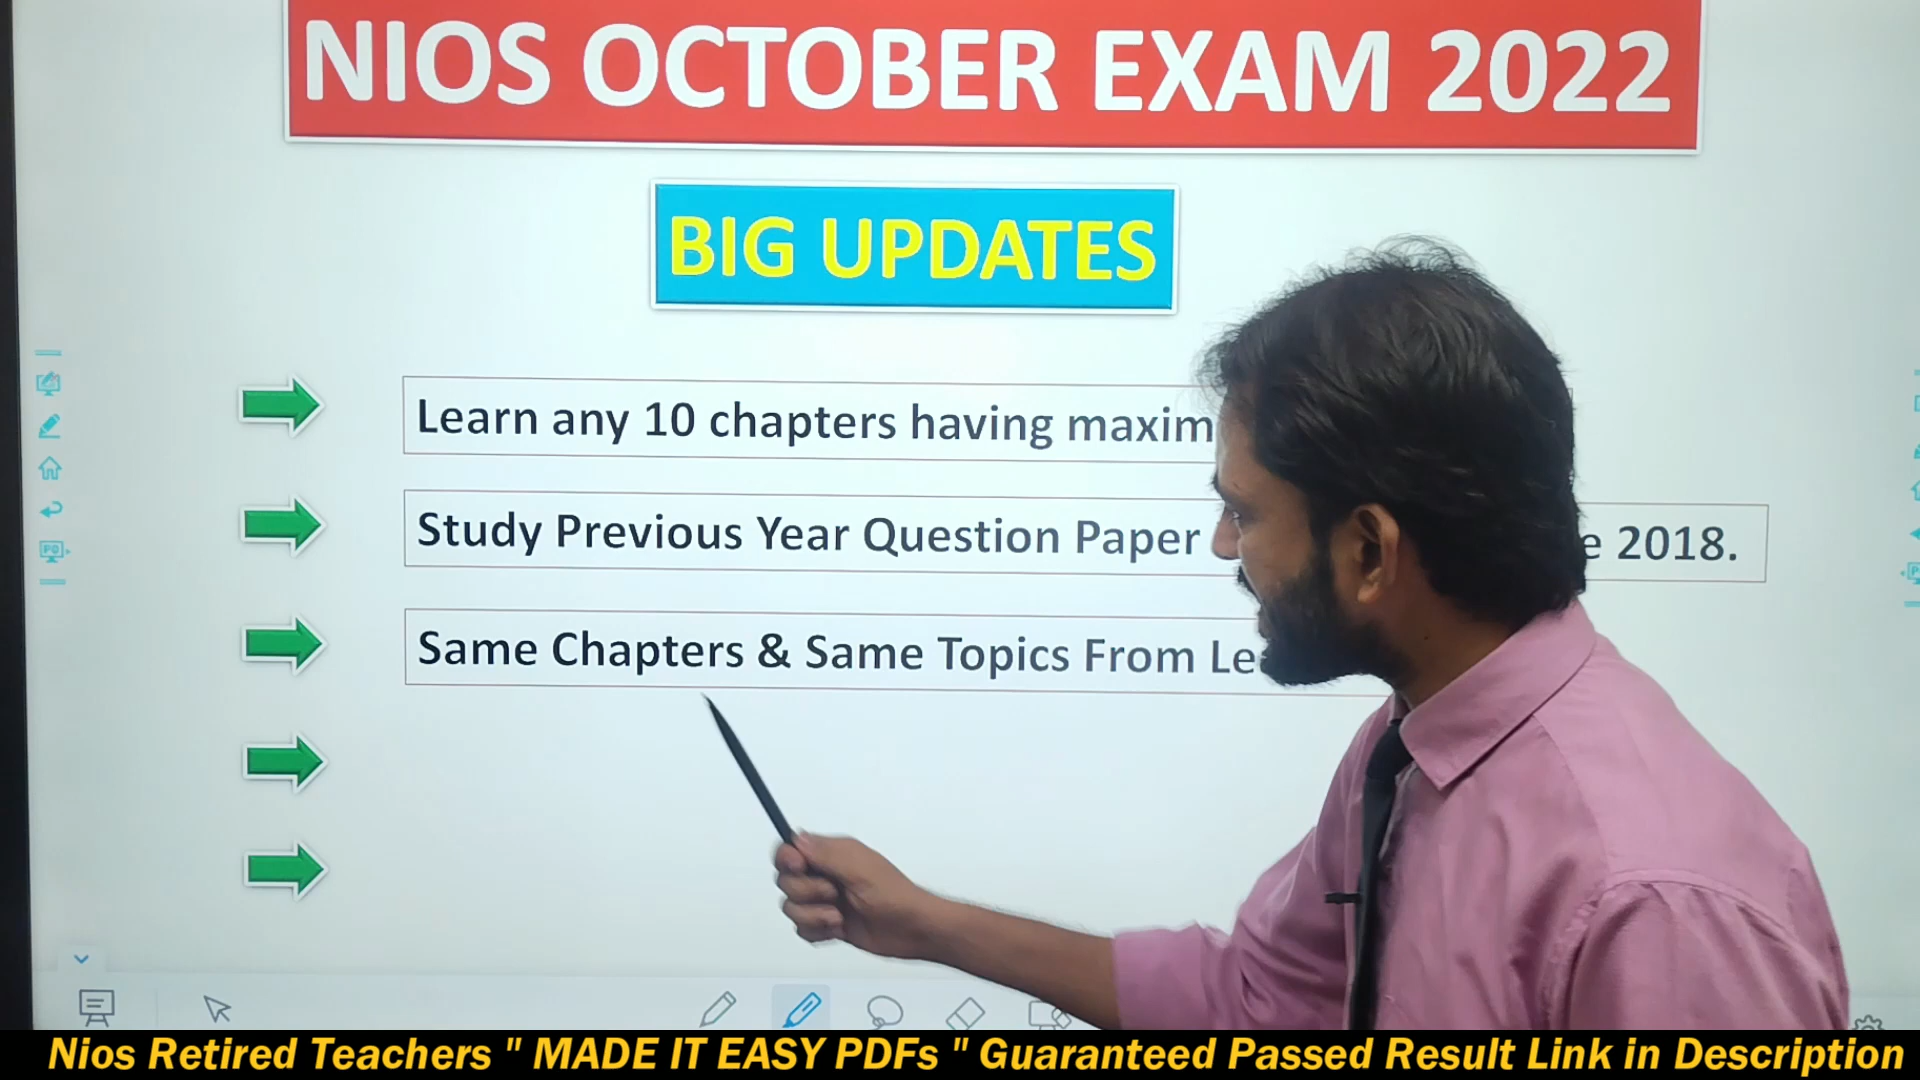 NIOS OCTOBER EXAM 2022
BIG UPDATES
Learn any 10 chapters having maxim
Study Previous Year Question Paper e 2018.
Same Chapters & Same Topics From Le
Nios Retired Teachers " MADE IT EASY PDFs " Guaranteed Passed Result Link in Description